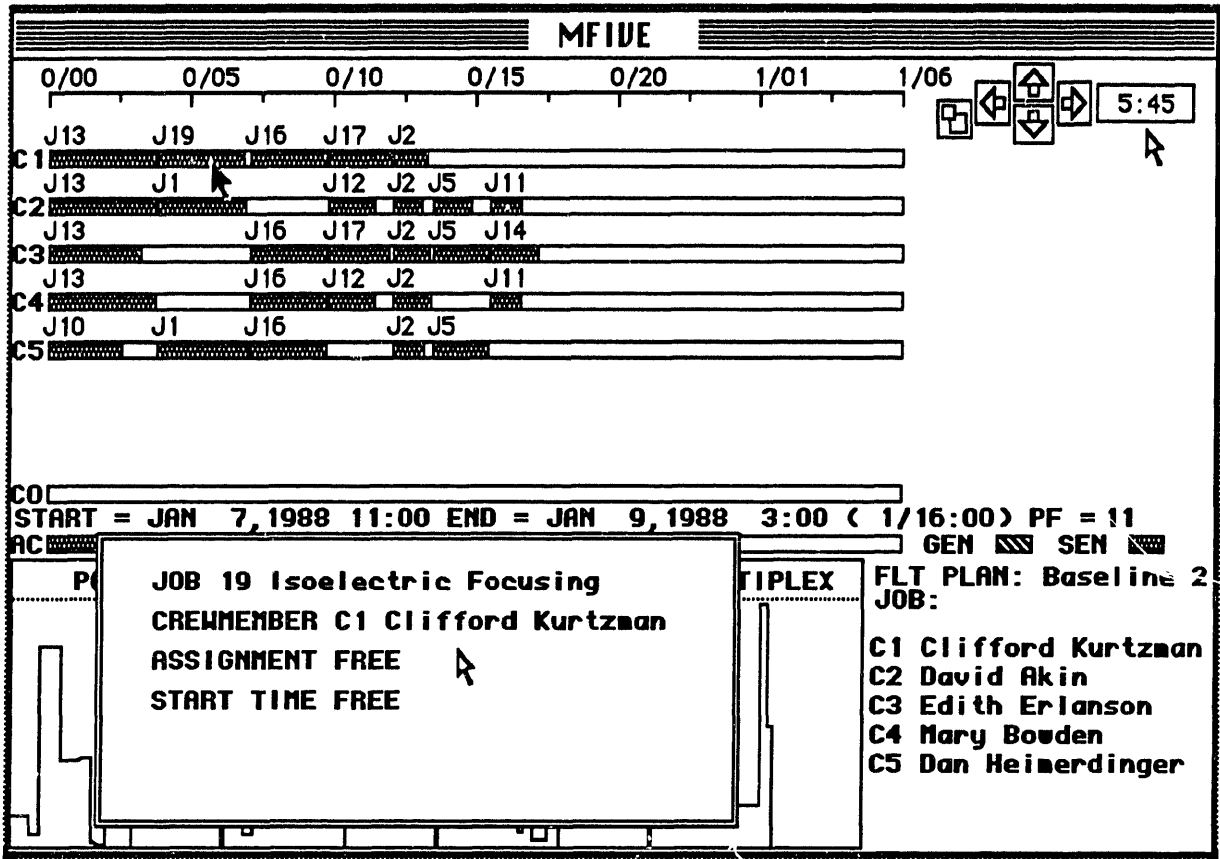 MFIVE
0/00 0/05 0/10 0/15 0/20 1/01 1/06
5:45
J13 J19 J16 J17 J2
C1
J13 J1 J12 J2 J5 J11
C2
J13 J16 J17 J2 J5 J14
C3
J13 J16 J12 J2 J11
C4
J10 J1 J16 J2 J5
C5
C0
START = JAN 7,1988 11:00 END = JAN 9,1988 3:00 ( 1/16:00) PF = 11
AC GEN SEN
JOB 19 Isoelectric Focusing
CREWMEMBER C1 Clifford Kurtzman
ASSIGNMENT FREE
START TIME FREE
TIPLEX
FLT PLAN: Baseline 2
JOB:
C1 Clifford Kurtzman
C2 David Akin
C3 Edith Erlanson
C4 Mary Bowden
C5 Dan Heimerdinger